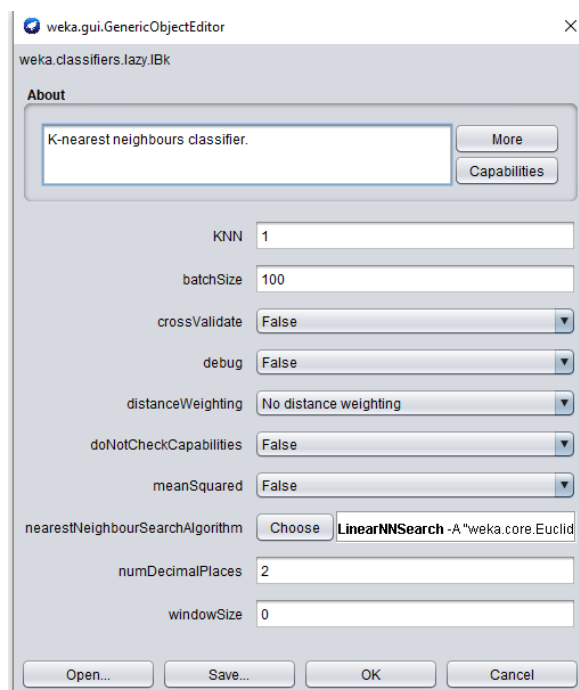 weka.gui.GenericObjectEditor
weka.classifiers.lazy.IBk
About
K-nearest neighbours classifier.
More
Capabilities
KNN 1
batchSize 100
crossValidate False
debug False
distanceWeighting No distance weighting
doNotCheckCapabilities False
meanSquared False
nearestNeighbourSearchAlgorithm Choose LinearNNSearch -A "weka.core.Euclid
numDecimalPlaces 2
windowSize 0
Open... Save... OK Cancel